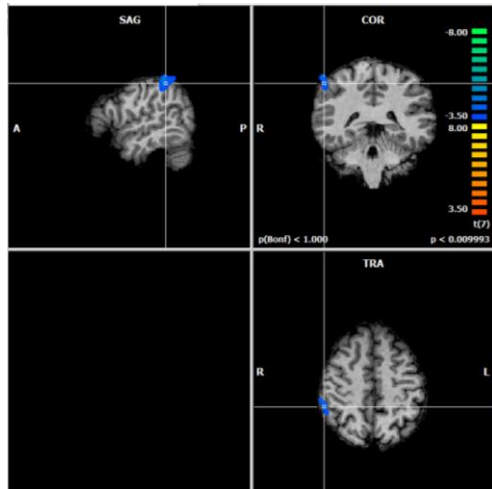 SAG
A
P
COR
-8.00
R
-3.50
8.00
3.50
t(7)
p(Bonf) < 1.000
p < 0.009993
TRA
R
L